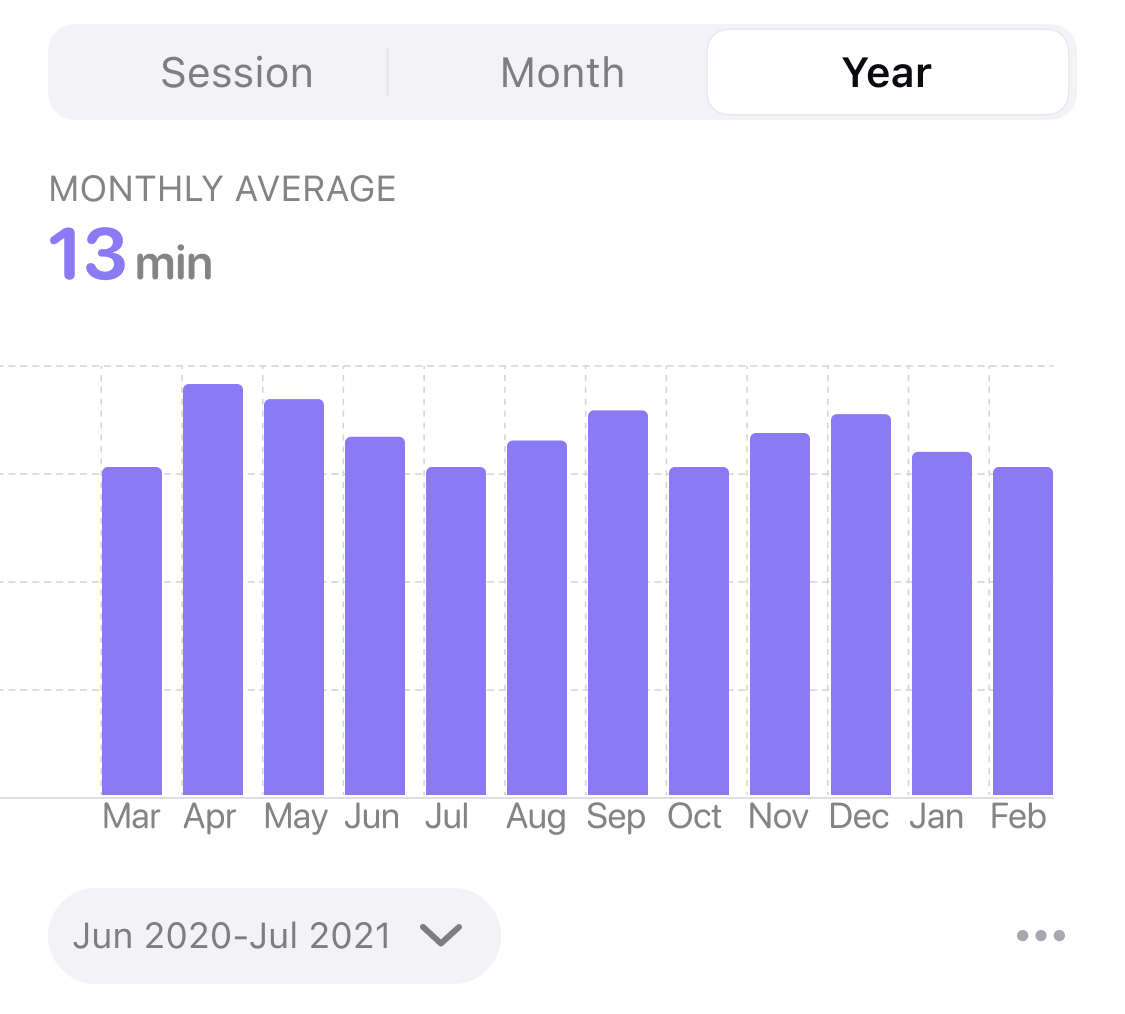 Session Month Year
MONTHLY AVERAGE
13 min
Mar Apr May Jun Jul Aug Sep Oct Nov Dec Jan Feb
Jun 2020-Jul 2021